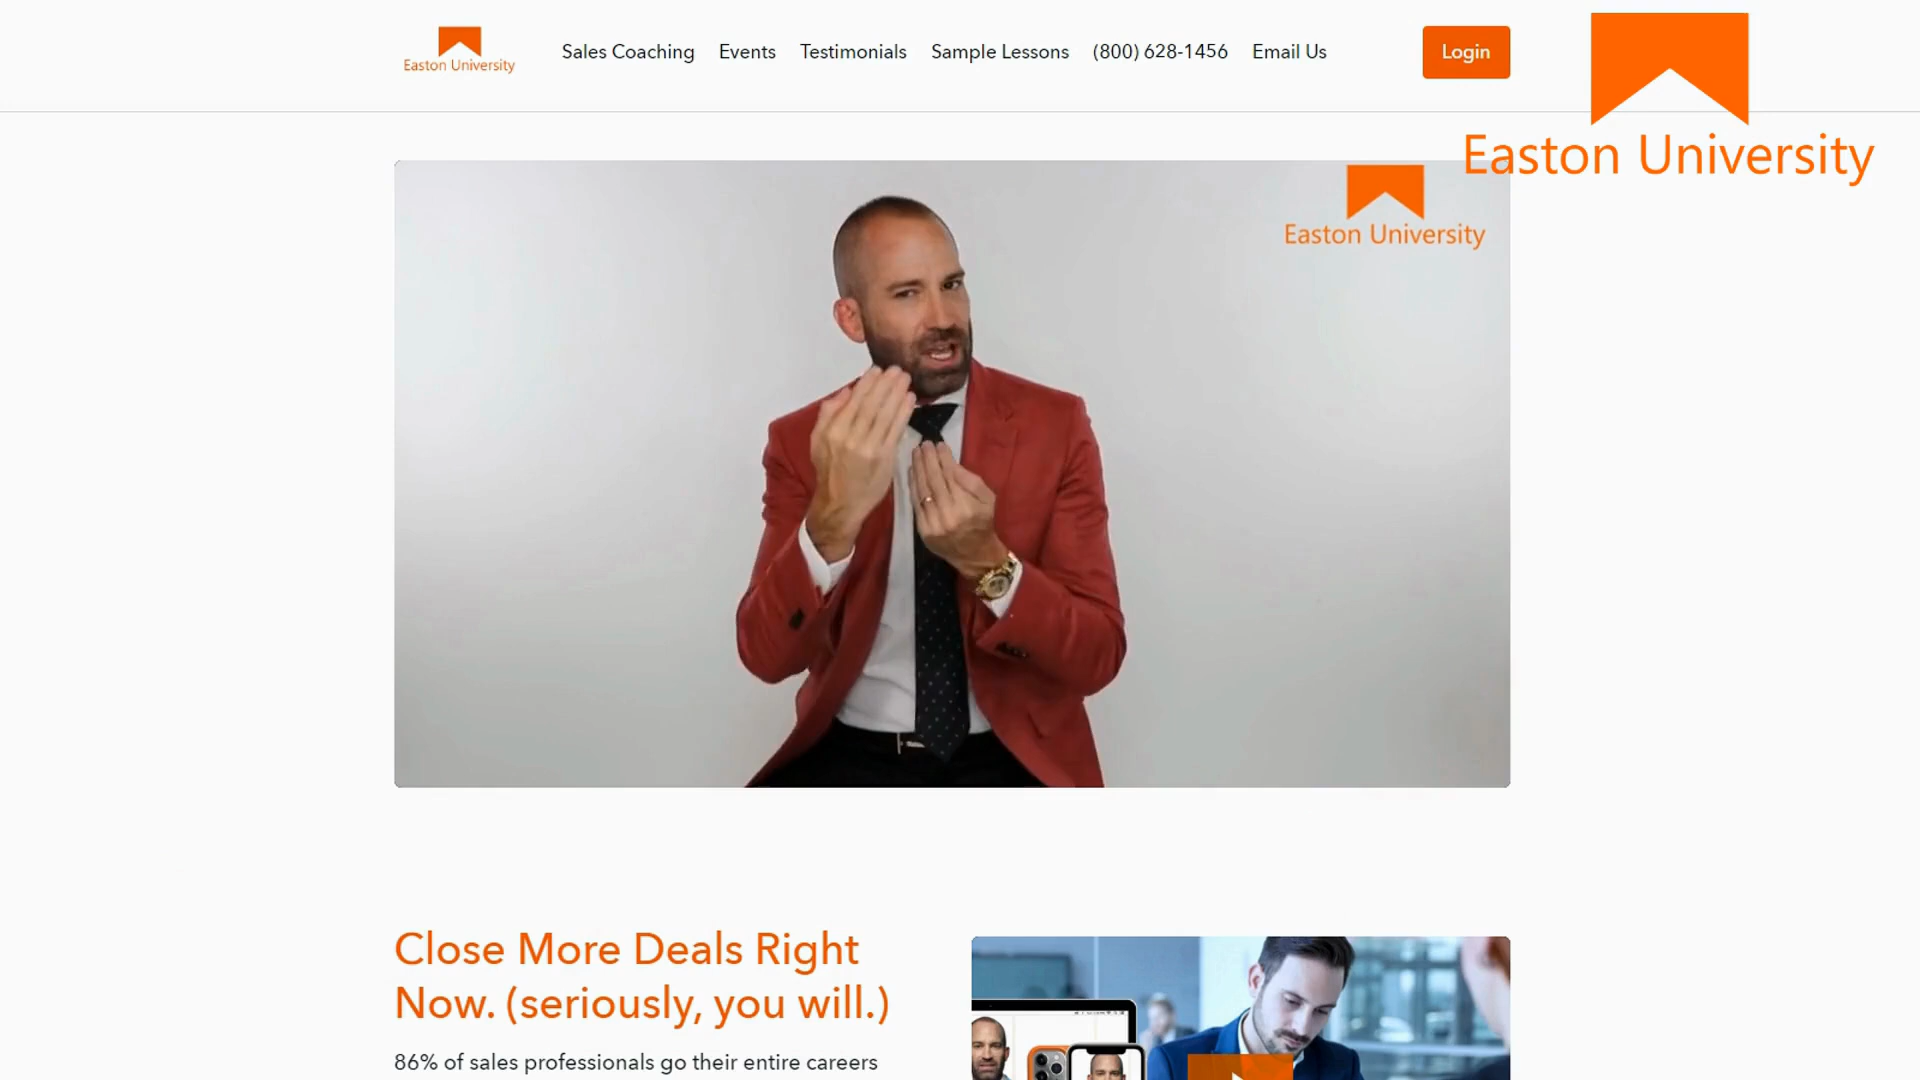 Easton University
Sales Coaching Events Testimonials Sample Lessons (800) 628-1456 Email Us
Login
Easton University
Easton University
Close More Deals Right
Now. (seriously, you will.)
86% of sales professionals go their entire careers